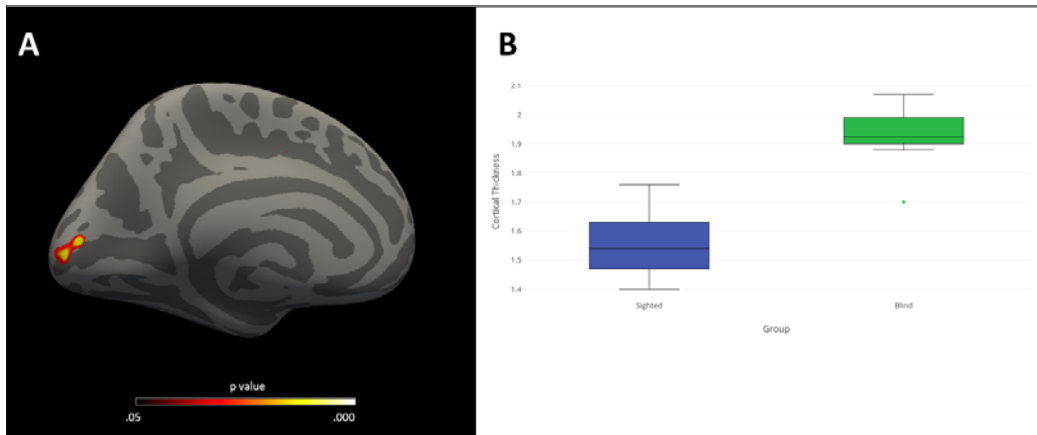 A
p value
.05 .000
B
2.1
2
1.9
1.8
1.7
1.6
1.5
1.4
Cortical Thickness
Sighted Blind
Group